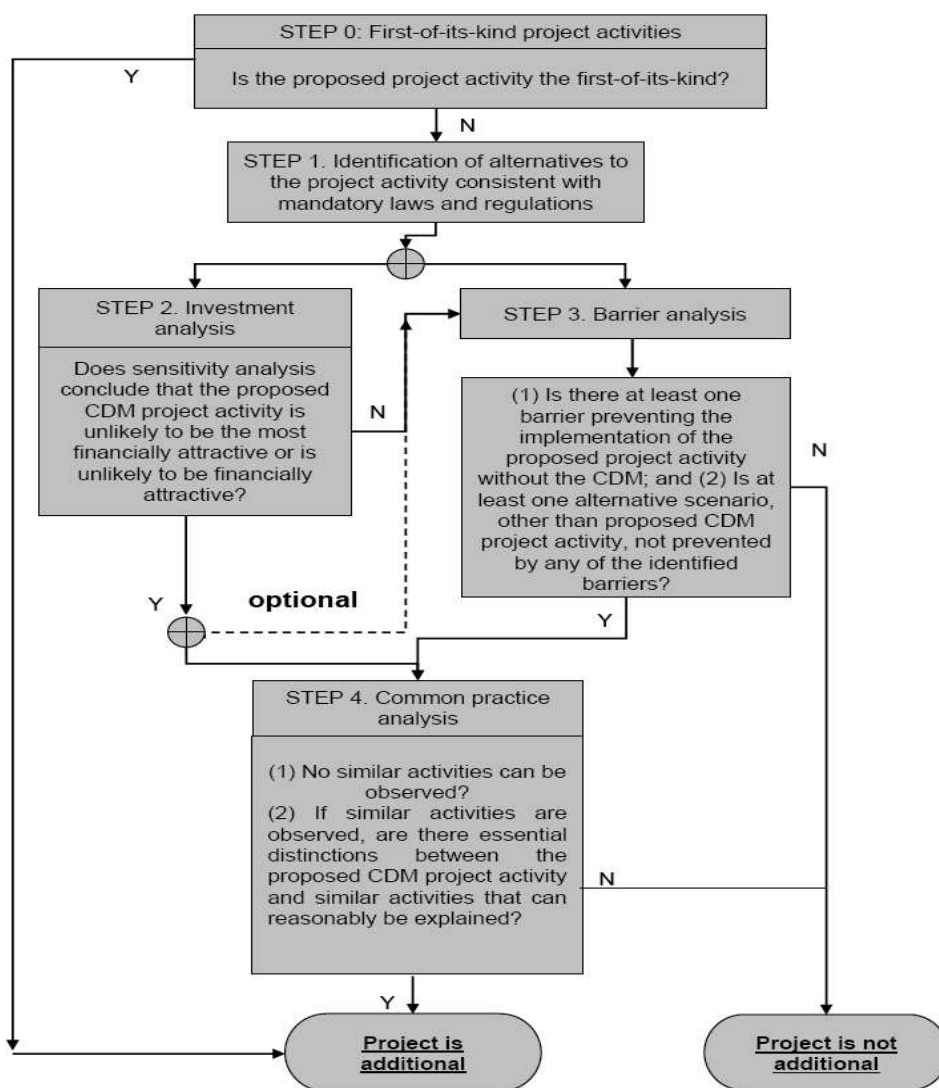 STEP 0: First-of-its-kind project activities
Is the proposed project activity the first-of-its-kind?
Y
N
STEP 1. Identification of alternatives to
the project activity consistent with
mandatory laws and regulations
STEP 2. Investment
analysis
Does sensitivity analysis
conclude that the proposed
CDM project activity is
unlikely to be the most
financially attractive or is
unlikely to be financially
attractive?
N
Y
optional
STEP 3. Barrier analysis
(1) Is there at least one
barrier preventing the
implementation of the
proposed project activity
without the CDM; and (2) Is at
least one alternative scenario,
other than proposed CDM
project activity, not prevented
by any of the identified
barriers?
N
Y
STEP 4. Common practice
analysis
(1) No similar activities can be
observed?
(2) If similar activities are
observed, are there essential
distinctions between the
proposed CDM project activity
and similar activities that can
reasonably be explained?
N
Y
Project is
additional
Project is not
additional